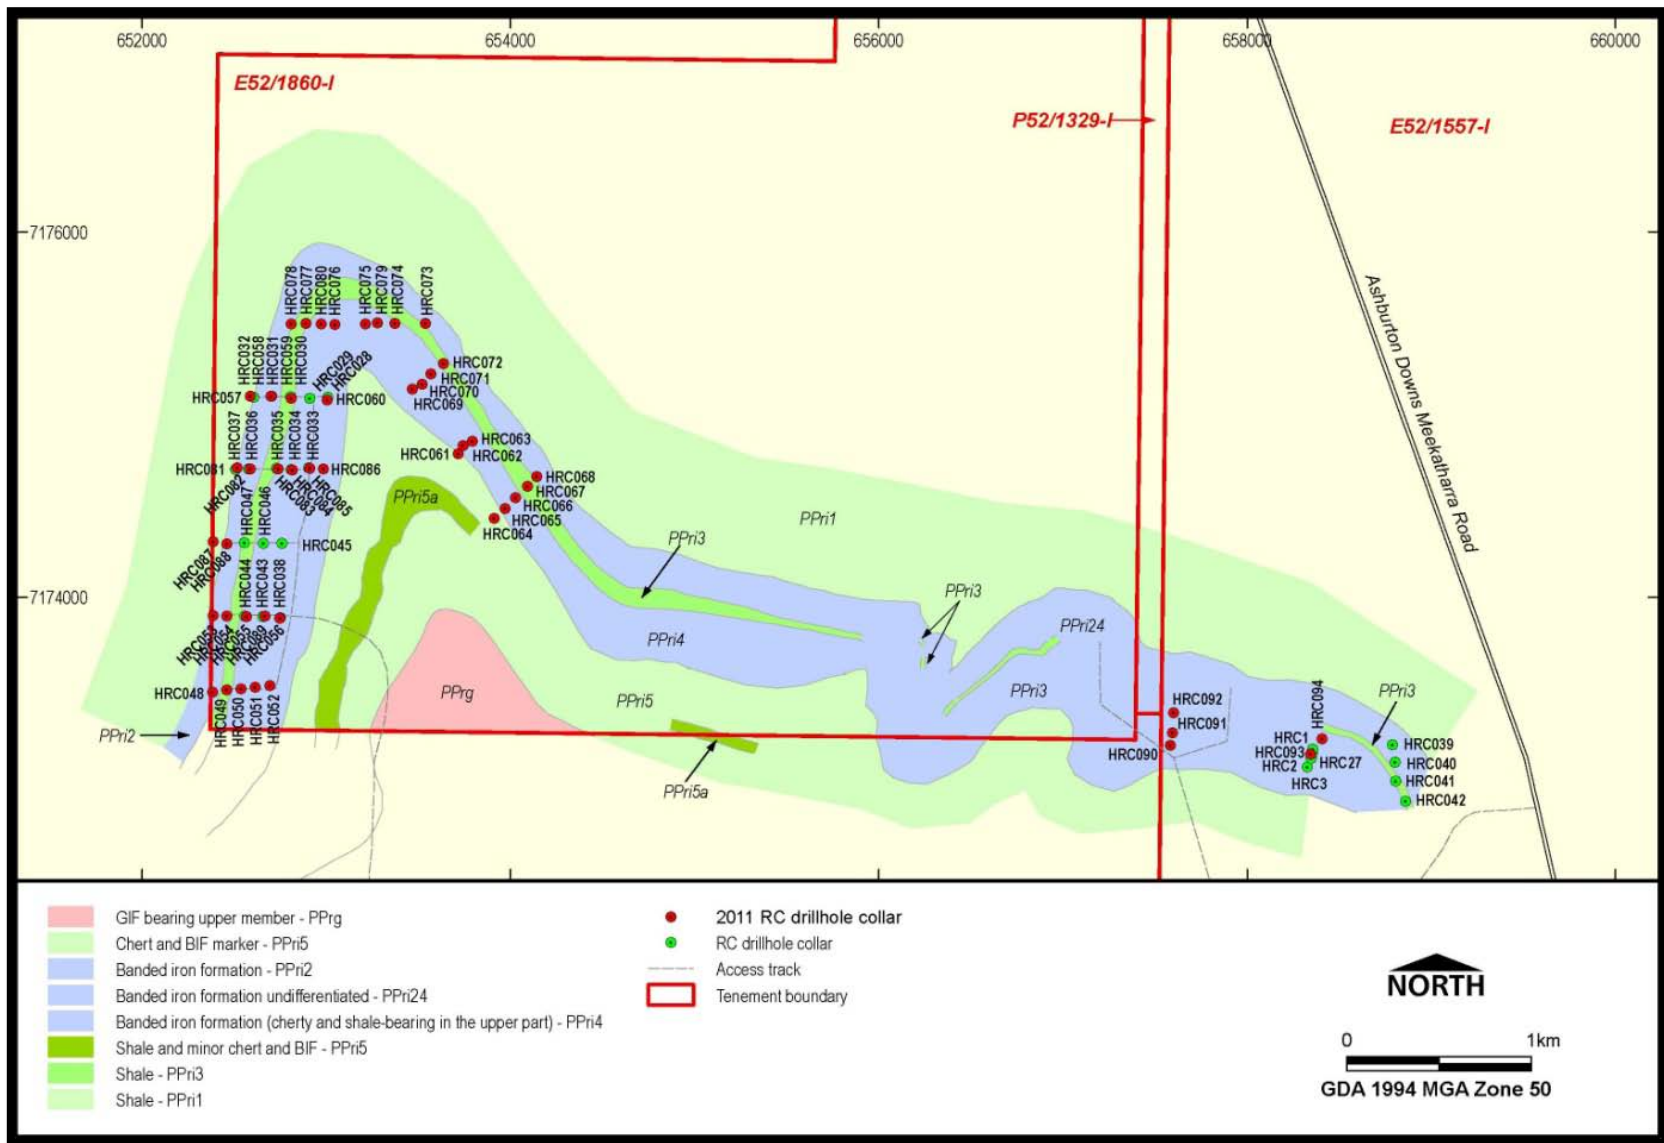 652000
654000
656000
658000
660000
E52/1860-I
P52/1329-I
E52/1557-I
7176000
7174000
Ashburton Downs Meekatharra Road
HRC078
HRC077
HRC080
HRC076
HRC075
HRC079
HRC074
HRC073
HRC032
HRC058
HRC031
HRC059
HRC030
HRC029
HRC028
HRC057
HRC060
HRC072
HRC071
HRC070
HRC069
HRC037
HRC036
HRC035
HRC034
HRC033
HRC081
HRC086
HRC082
HRC083
HRC084
HRC085
HRC063
HRC062
HRC061
HRC068
HRC067
HRC066
HRC065
HRC064
HRC047
HRC046
HRC045
HRC087
HRC088
HRC044
HRC043
HRC038
HRC054
HRC055
HRC089
HRC056
HRC048
HRC049
HRC050
HRC051
HRC052
PPri5a
PPri1
PPri3
PPri3
PPri24
PPri4
PPri3
PPri5
PPrg
PPri2
PPri5a
PPri3
HRC092
HRC091
HRC090
HRC094
HRC1
HRC093
HRC2
HRC27
HRC3
HRC039
HRC040
HRC041
HRC042
GIF bearing upper member - PPrg
Chert and BIF marker - PPri5
Banded iron formation - PPri2
Banded iron formation undifferentiated - PPri24
Banded iron formation (cherty and shale-bearing in the upper part) - PPri4
Shale and minor chert and BIF - PPri5
Shale - PPri3
Shale - PPri1
2011 RC drillhole collar
RC drillhole collar
Access track
Tenement boundary
NORTH
0 1km
GDA 1994 MGA Zone 50